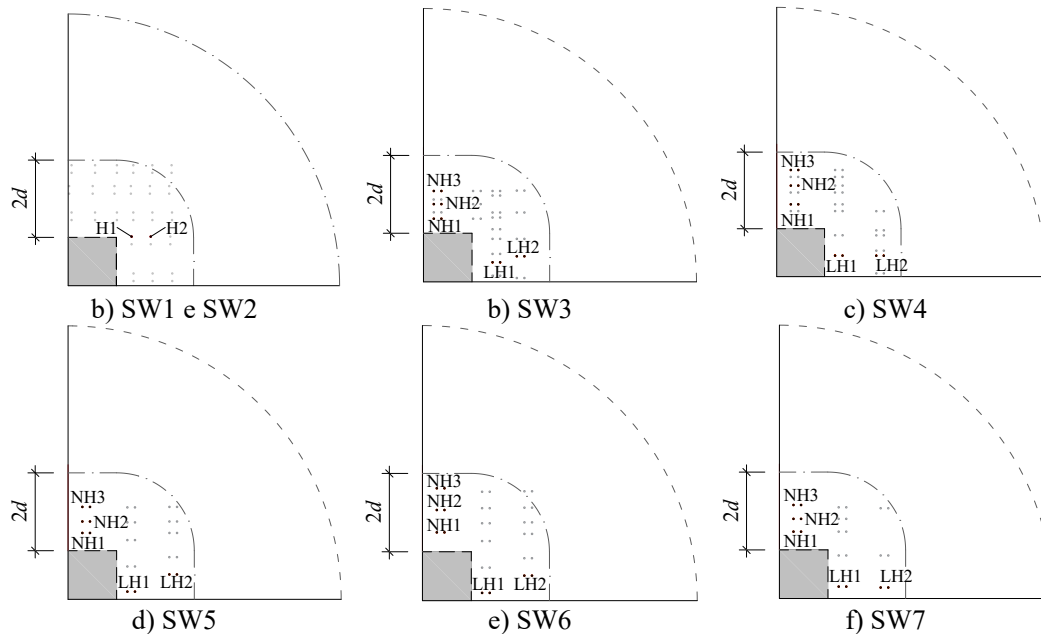 2d
H1
H2
b) SW1 e SW2
2d
NH3
NH2
NH1
LH2
LH1
b) SW3
2d
NH3
NH2
NH1
LH1
LH2
c) SW4
2d
NH3
NH2
NH1
LH1
LH2
d) SW5
2d
NH3
NH2
NH1
LH1
LH2
e) SW6
2d
NH3
NH2
NH1
LH1
LH2
f) SW7